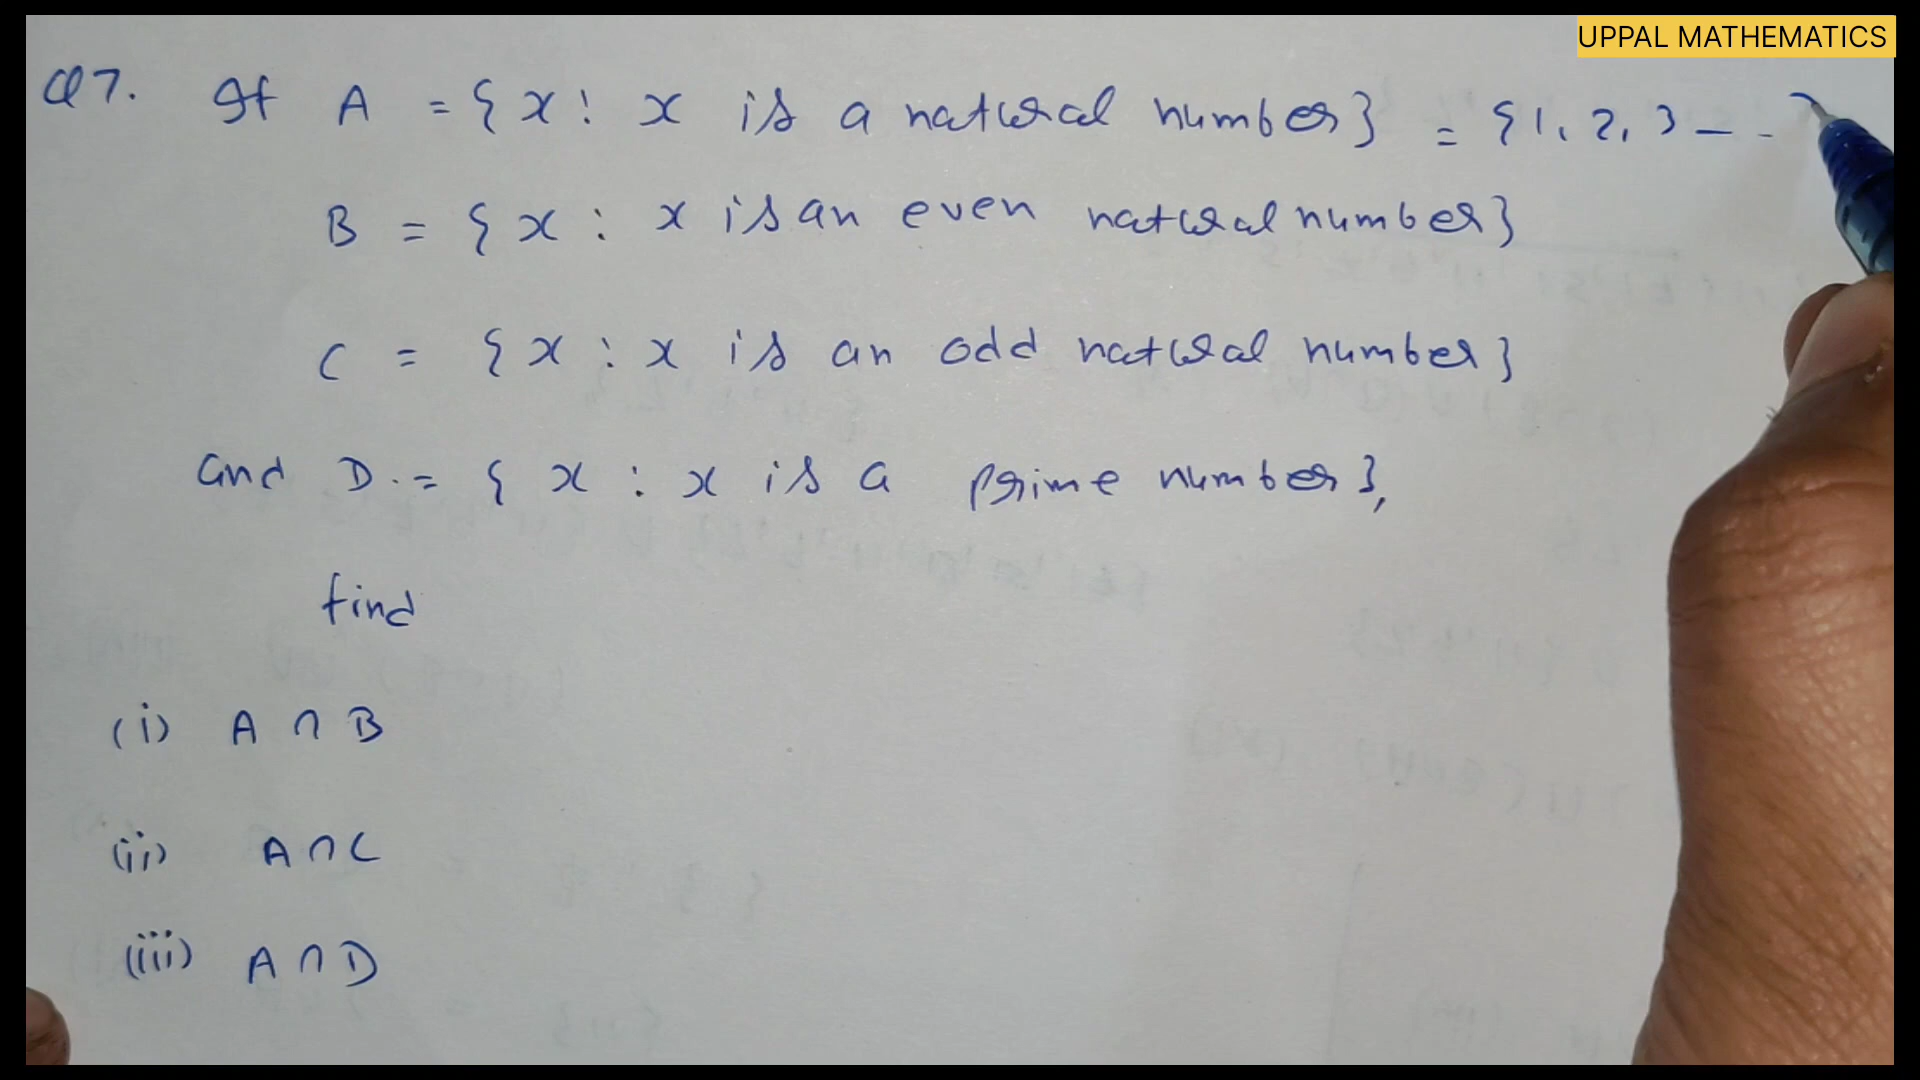 UPPAL MATHEMATICS
Q7. If A = {x : x is a natural number} = {1, 2, 3 - -
B = {x : x is an even natural number}
C = {x : x is an odd natural number}
and D. = {x : x is a prime number},
find
(i) A ∩ B
(ii) A ∩ C
(iii) A ∩ D